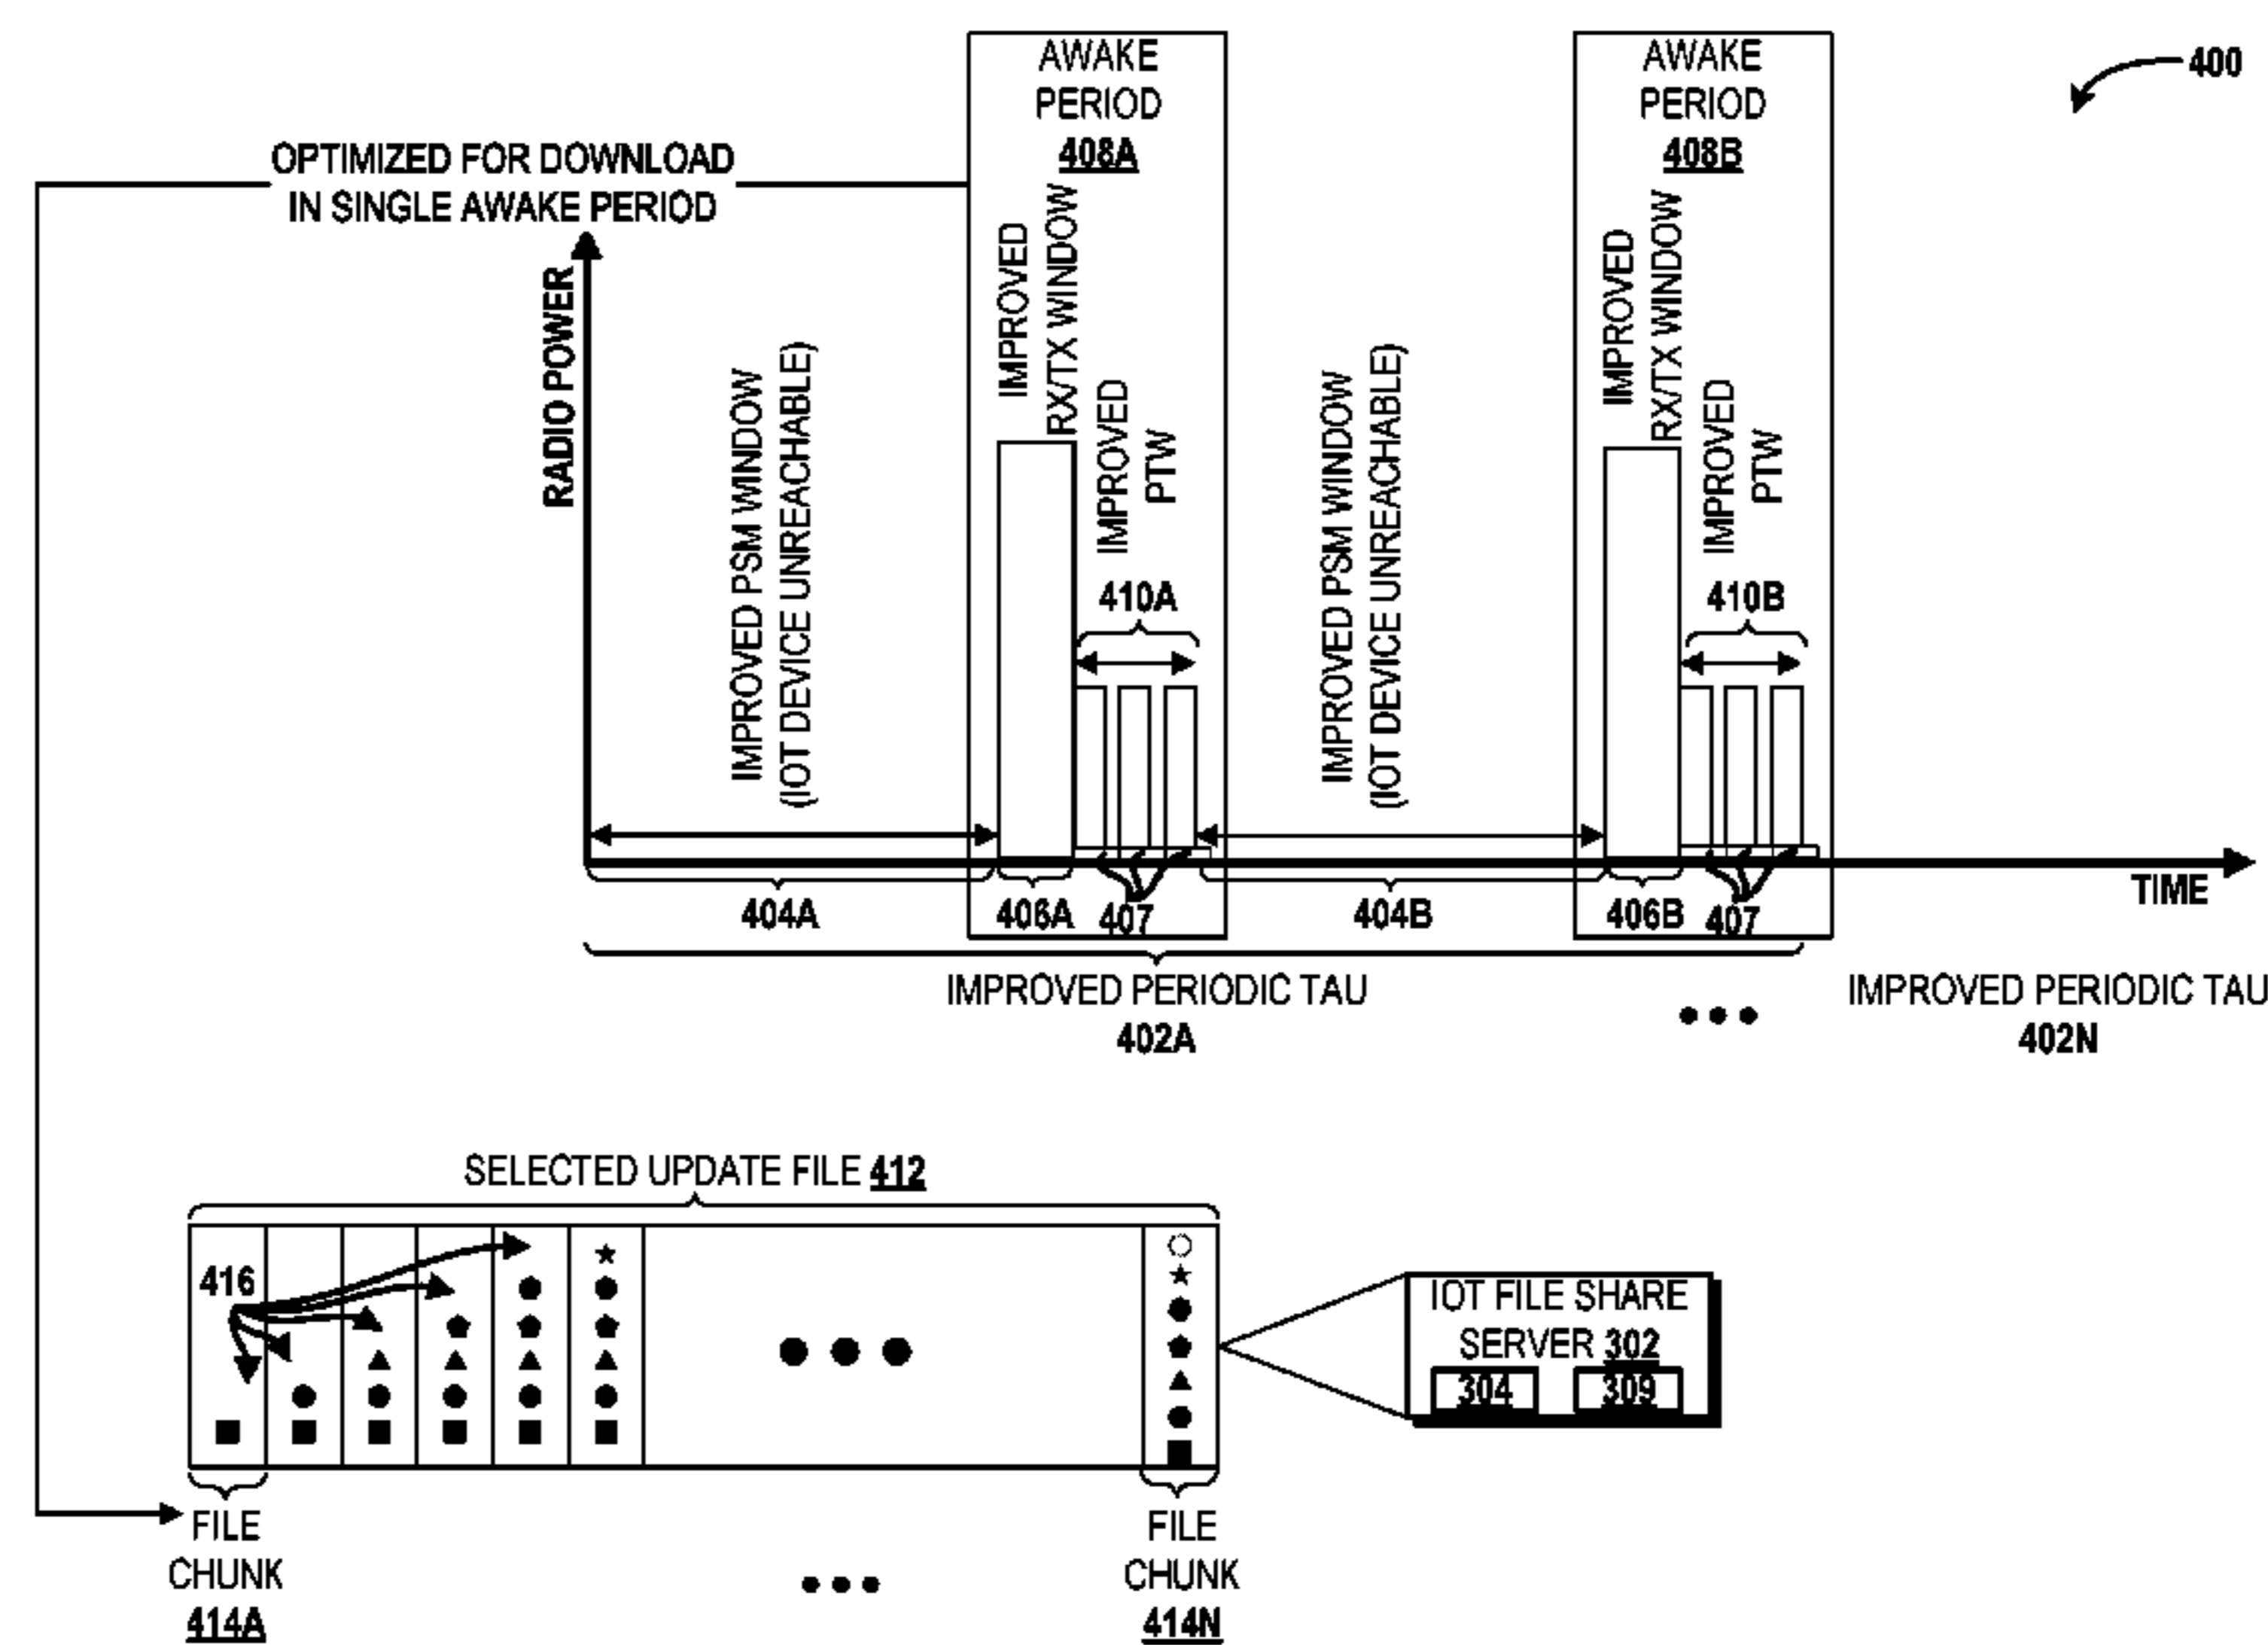 AWAKE
PERIOD
408A
AWAKE
PERIOD
408B
400
OPTIMIZED FOR DOWNLOAD
IN SINGLE AWAKE PERIOD
RADIO POWER
IMPROVED PSM WINDOW
(IOT DEVICE UNREACHABLE)
IMPROVED
RX/TX WINDOW
IMPROVED
PTW
410A
IMPROVED PSM WINDOW
(IOT DEVICE UNREACHABLE)
IMPROVED
RX/TX WINDOW
IMPROVED
PTW
410B
TIME
404A
406A
407
404B
406B
407
IMPROVED PERIODIC TAU
402A
IMPROVED PERIODIC TAU
402N
SELECTED UPDATE FILE 412
416
IOT FILE SHARE
SERVER 302
304
309
FILE
CHUNK
414A
FILE
CHUNK
414N